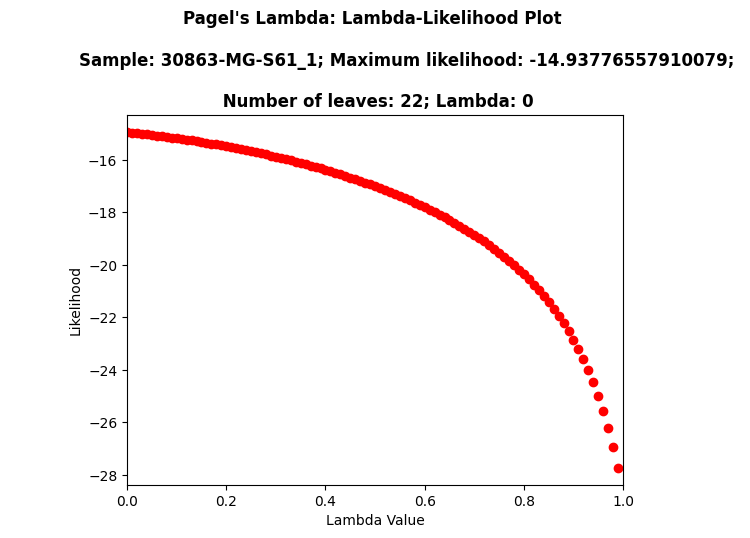 Pagel's Lambda: Lambda-Likelihood Plot
Sample: 30863-MG-S61_1; Maximum likelihood: -14.93776557910079;
Number of leaves: 22; Lambda: 0
−16
−18
−20
−22
−24
−26
−28
Likelihood
0.0 0.2 0.4 0.6 0.8 1.0
Lambda Value